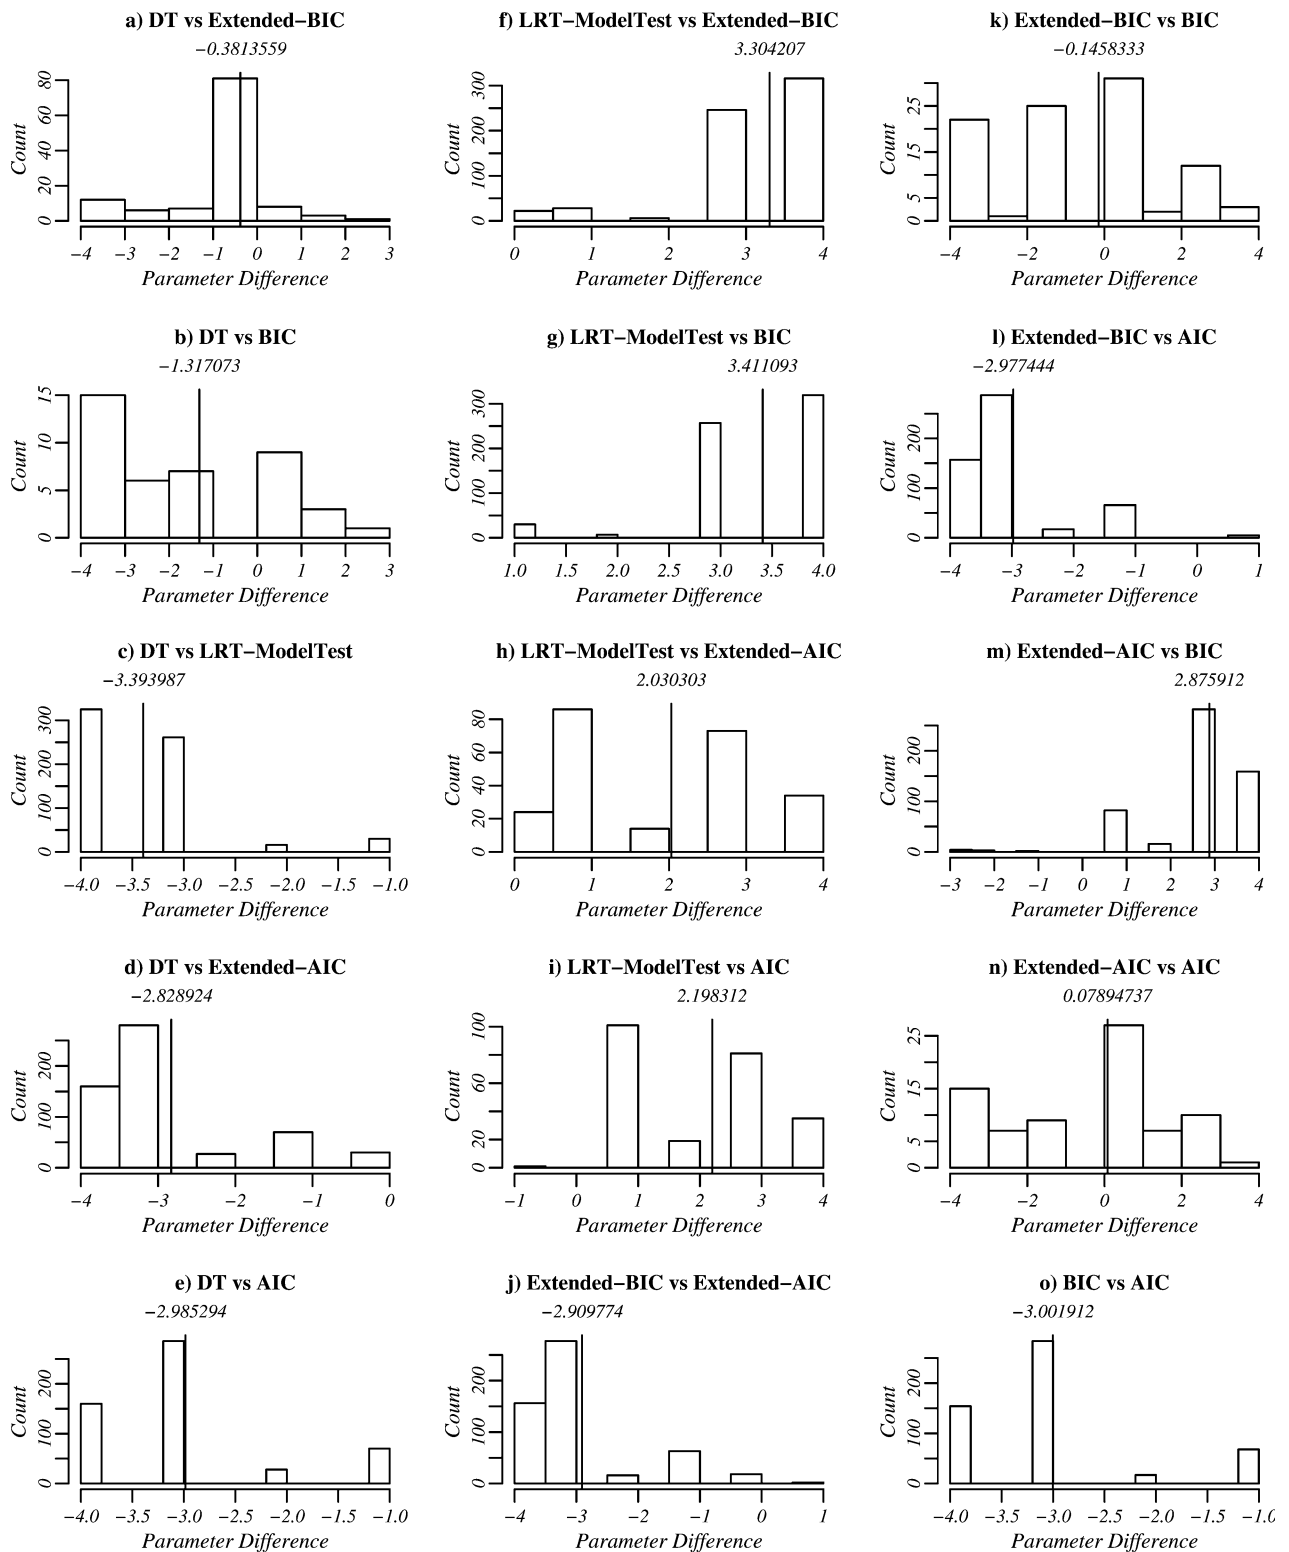 a) DT vs Extended−BIC
−0.3813559
Count
0 20 40 60 80
−4 −3 −2 −1 0 1 2 3
Parameter Difference
f) LRT−ModelTest vs Extended−BIC
3.304207
Count
0 100 200 300
0 1 2 3 4
Parameter Difference
k) Extended−BIC vs BIC
−0.1458333
Count
0 5 15 25
−4 −2 0 2 4
Parameter Difference
b) DT vs BIC
−1.317073
Count
0 5 10 15
−4 −3 −2 −1 0 1 2 3
Parameter Difference
g) LRT−ModelTest vs BIC
3.411093
Count
0 100 200 300
1.0 1.5 2.0 2.5 3.0 3.5 4.0
Parameter Difference
l) Extended−BIC vs AIC
−2.977444
Count
0 100 200
−4 −3 −2 −1 0 1
Parameter Difference
c) DT vs LRT−ModelTest
−3.393987
Count
0 100 200 300
−4.0 −3.5 −3.0 −2.5 −2.0 −1.5 −1.0
Parameter Difference
h) LRT−ModelTest vs Extended−AIC
2.030303
Count
0 20 40 60 80
0 1 2 3 4
Parameter Difference
m) Extended−AIC vs BIC
2.875912
Count
0 100 200
−3 −2 −1 0 1 2 3 4
Parameter Difference
d) DT vs Extended−AIC
−2.828924
Count
0 100 200
−4 −3 −2 −1 0
Parameter Difference
i) LRT−ModelTest vs AIC
2.198312
Count
0 20 60 100
−1 0 1 2 3 4
Parameter Difference
n) Extended−AIC vs AIC
0.07894737
Count
0 5 15 25
−4 −2 0 2 4
Parameter Difference
e) DT vs AIC
−2.985294
Count
0 100 200
−4.0 −3.5 −3.0 −2.5 −2.0 −1.5 −1.0
Parameter Difference
j) Extended−BIC vs Extended−AIC
−2.909774
Count
0 100 200
−4 −3 −2 −1 0 1
Parameter Difference
o) BIC vs AIC
−3.001912
Count
0 100 200
−4.0 −3.5 −3.0 −2.5 −2.0 −1.5 −1.0
Parameter Difference